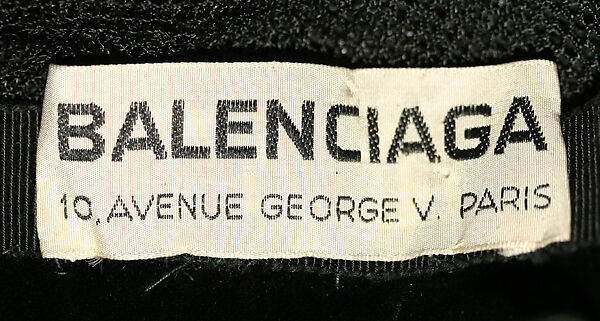 BALENCIAGA
10, AVENUE GEORGE V. PARIS